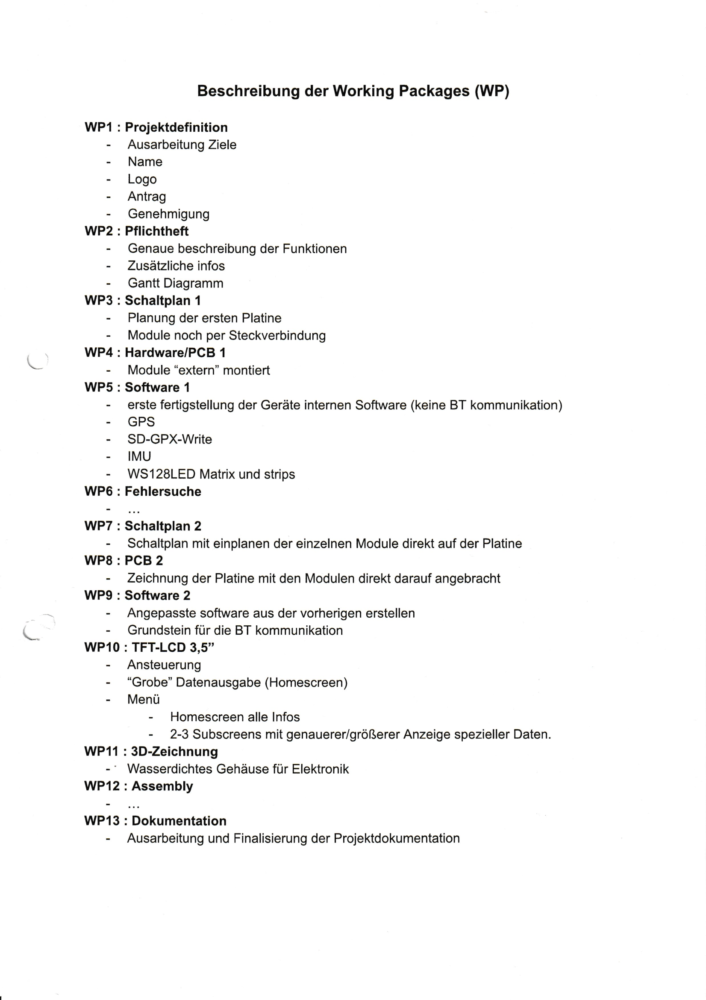 Beschreibung der Working Packages (WP)
WP1 : Projektdefinition
- Ausarbeitung Ziele
- Name
- Logo
- Antrag
- Genehmigung
WP2 : Pflichtheft
- Genaue beschreibung der Funktionen
- Zusätzliche infos
- Gantt Diagramm
WP3 : Schaltplan 1
- Planung der ersten Platine
- Module noch per Steckverbindung
WP4 : Hardware/PCB 1
- Module “extern” montiert
WP5 : Software 1
- erste fertigstellung der Geräte internen Software (keine BT kommunikation)
- GPS
- SD-GPX-Write
- IMU
- WS128LED Matrix und strips
WP6 : Fehlersuche
- ...
WP7 : Schaltplan 2
- Schaltplan mit einplanen der einzelnen Module direkt auf der Platine
WP8 : PCB 2
- Zeichnung der Platine mit den Modulen direkt darauf angebracht
WP9 : Software 2
- Angepasste software aus der vorherigen erstellen
- Grundstein für die BT kommunikation
WP10 : TFT-LCD 3,5”
- Ansteuerung
- “Grobe” Datenausgabe (Homescreen)
- Menü
- Homescreen alle Infos
- 2-3 Subscreens mit genauerer/größerer Anzeige spezieller Daten.
WP11 : 3D-Zeichnung
- Wasserdichtes Gehäuse für Elektronik
WP12 : Assembly
- ...
WP13 : Dokumentation
- Ausarbeitung und Finalisierung der Projektdokumentation